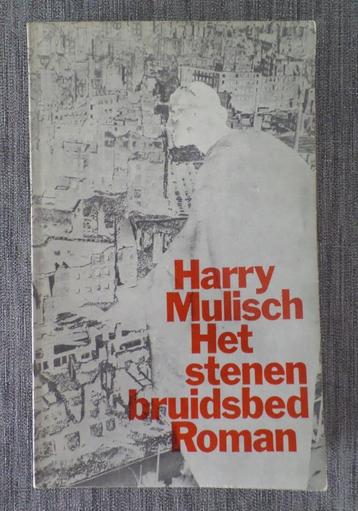 Harry
Mulisch
Het
stenen
bruidsbed
Roman